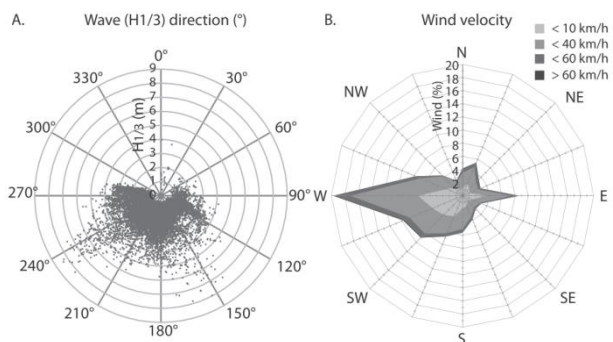 A. Wave (H1/3) direction (°)
0°
30°
60°
90°
120°
150°
180°
210°
240°
270°
300°
330°
H1/3 (m)
9
8
7
6
5
4
3
2
1
0
B. Wind velocity
< 10 km/h
< 40 km/h
< 60 km/h
> 60 km/h
N
NE
E
SE
S
SW
W
NW
Wind (%)
20
18
16
14
12
10
8
6
4
2